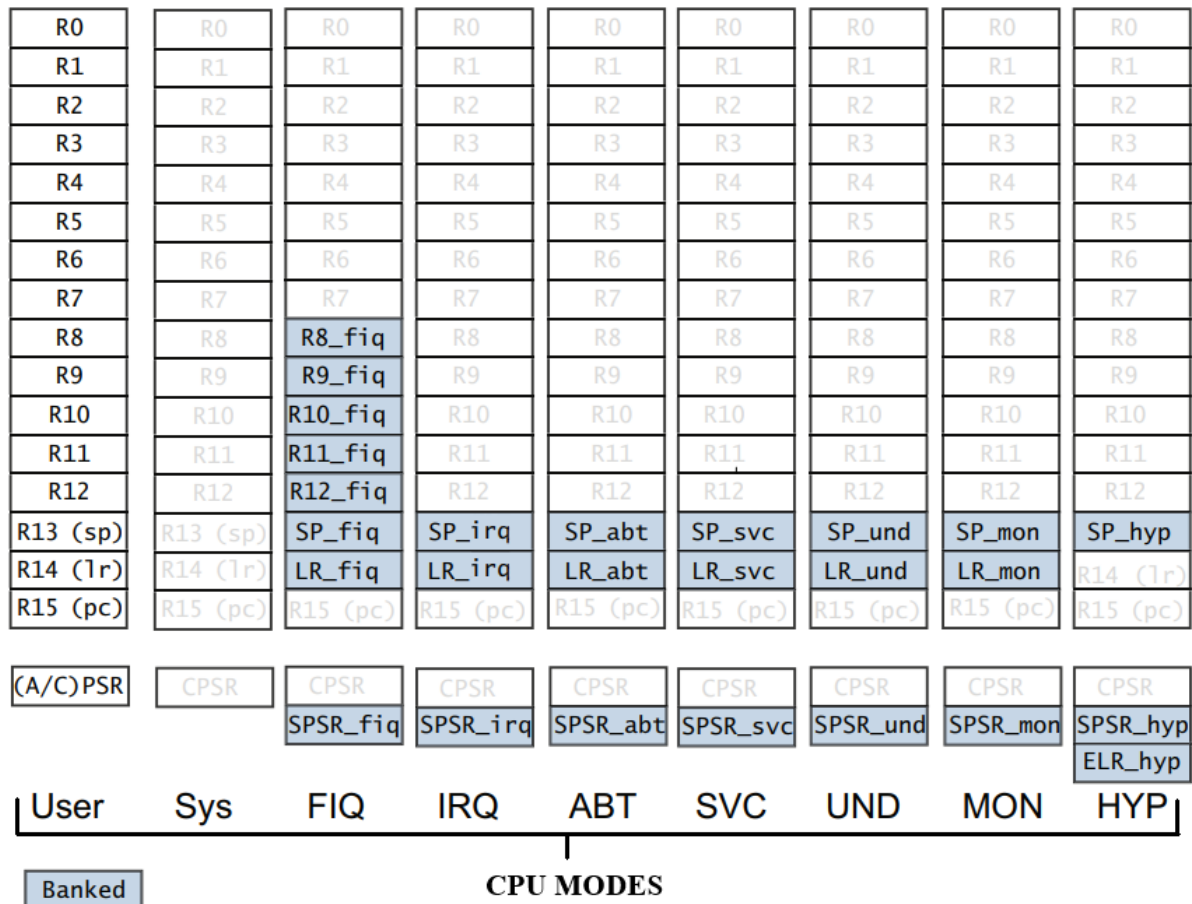 R0 R0 R0 R0 R0 R0 R0 R0 R0
R1 R1 R1 R1 R1 R1 R1 R1 R1
R2 R2 R2 R2 R2 R2 R2 R2 R2
R3 R3 R3 R3 R3 R3 R3 R3 R3
R4 R4 R4 R4 R4 R4 R4 R4 R4
R5 R5 R5 R5 R5 R5 R5 R5 R5
R6 R6 R6 R6 R6 R6 R6 R6 R6
R7 R7 R7 R7 R7 R7 R7 R7 R7
R8 R8 R8_fiq R8 R8 R8 R8 R8 R8
R9 R9 R9_fiq R9 R9 R9 R9 R9 R9
R10 R10 R10_fiq R10 R10 R10 R10 R10 R10
R11 R11 R11_fiq R11 R11 R11 R11 R11 R11
R12 R12 R12_fiq R12 R12 R12 R12 R12 R12
R13 (sp) R13 (sp) SP_fiq SP_irq SP_abt SP_svc SP_und SP_mon SP_hyp
R14 (lr) R14 (lr) LR_fiq LR_irq LR_abt LR_svc LR_und LR_mon R14 (lr)
R15 (pc) R15 (pc) R15 (pc) R15 (pc) R15 (pc) R15 (pc) R15 (pc) R15 (pc) R15 (pc)
(A/C)PSR CPSR CPSR CPSR CPSR CPSR CPSR CPSR CPSR
SPSR_fiq SPSR_irq SPSR_abt SPSR_svc SPSR_und SPSR_mon SPSR_hyp
ELR_hyp
User Sys FIQ IRQ ABT SVC UND MON HYP
CPU MODES
Banked